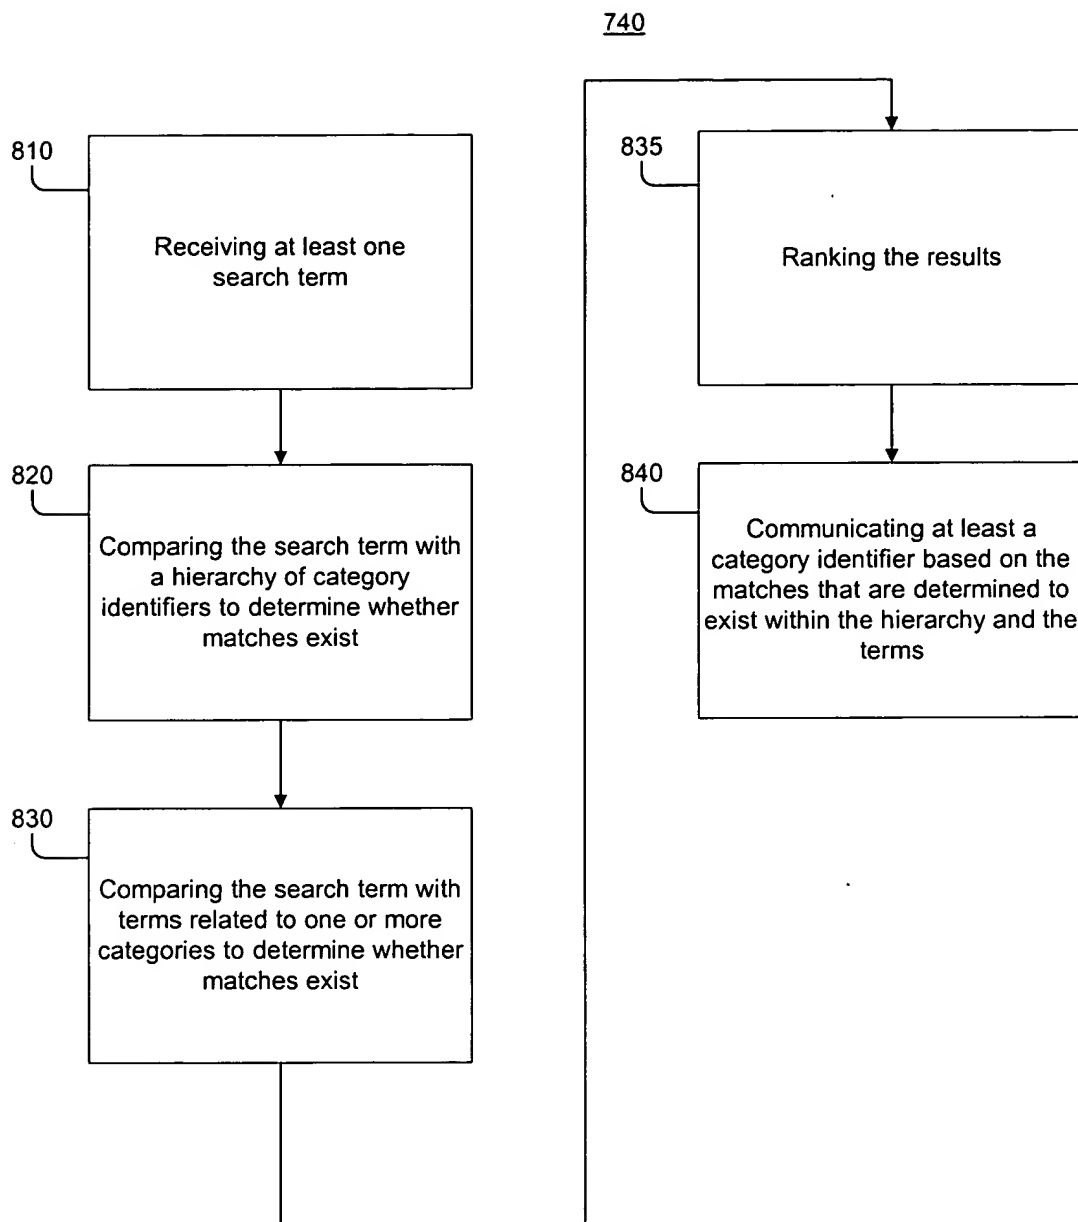 740
810
Receiving at least one
search term
820
Comparing the search term with
a hierarchy of category
identifiers to determine whether
matches exist
830
Comparing the search term with
terms related to one or more
categories to determine whether
matches exist
835
Ranking the results
840
Communicating at least a
category identifier based on the
matches that are determined to
exist within the hierarchy and the
terms